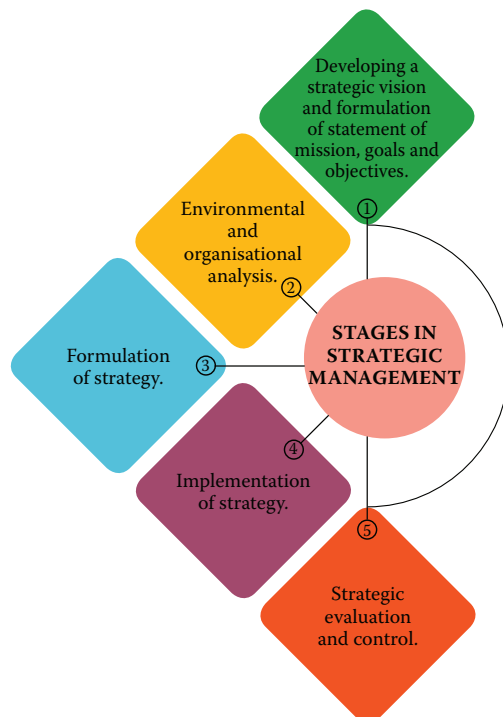 Developing a
strategic vision
and formulation
of statement of
mission, goals and
objectives.
1
Environmental
and
organisational
analysis.
2
STAGES IN
STRATEGIC
MANAGEMENT
Formulation
of strategy.
3
4
Implementation
of strategy.
5
Strategic
evaluation
and control.